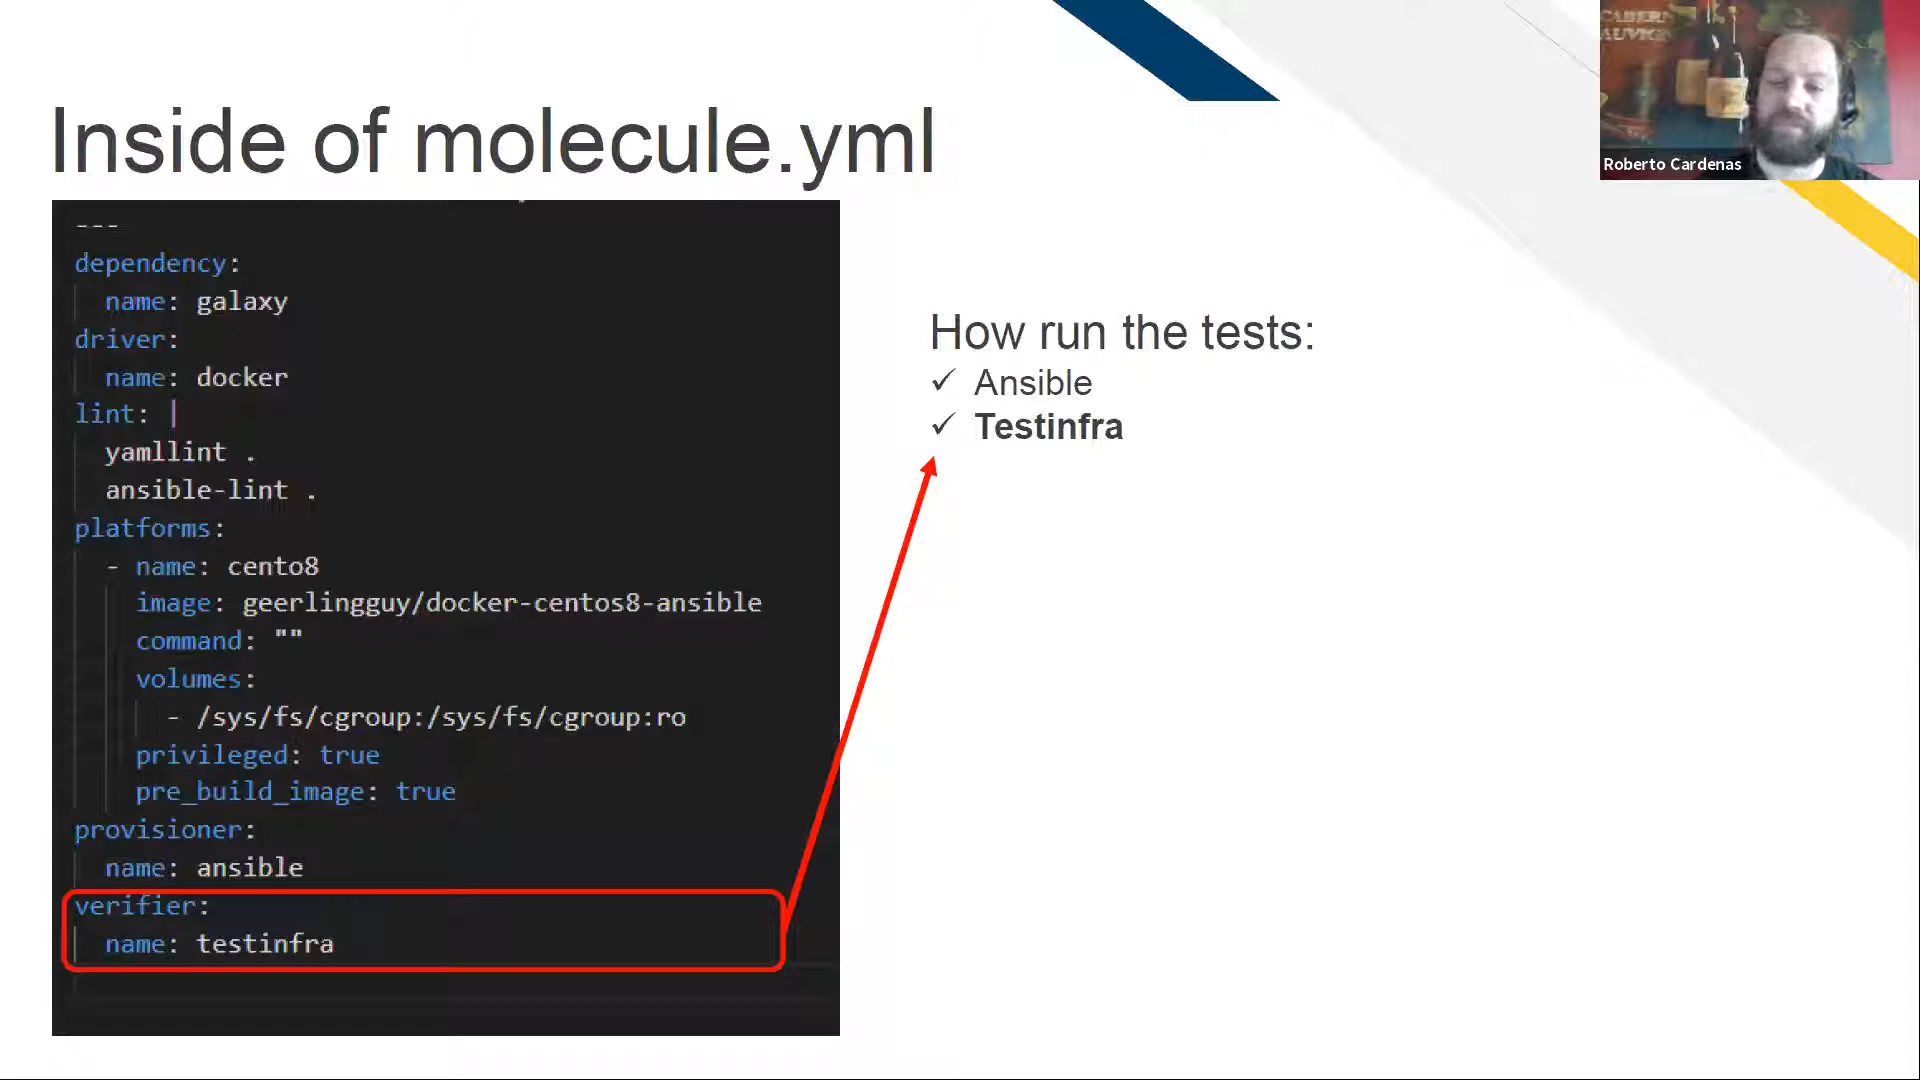 Inside of molecule.yml
---
dependency:
  name: galaxy
driver:
  name: docker
lint: |
  yamllint .
  ansible-lint .
platforms:
  - name: cento8
    image: geerlingguy/docker-centos8-ansible
    command: ""
    volumes:
      - /sys/fs/cgroup:/sys/fs/cgroup:ro
    privileged: true
    pre_build_image: true
provisioner:
  name: ansible
verifier:
  name: testinfra
How run the tests:
✓ Ansible
✓ Testinfra
CABERN
AUVIGN
Roberto Cardenas